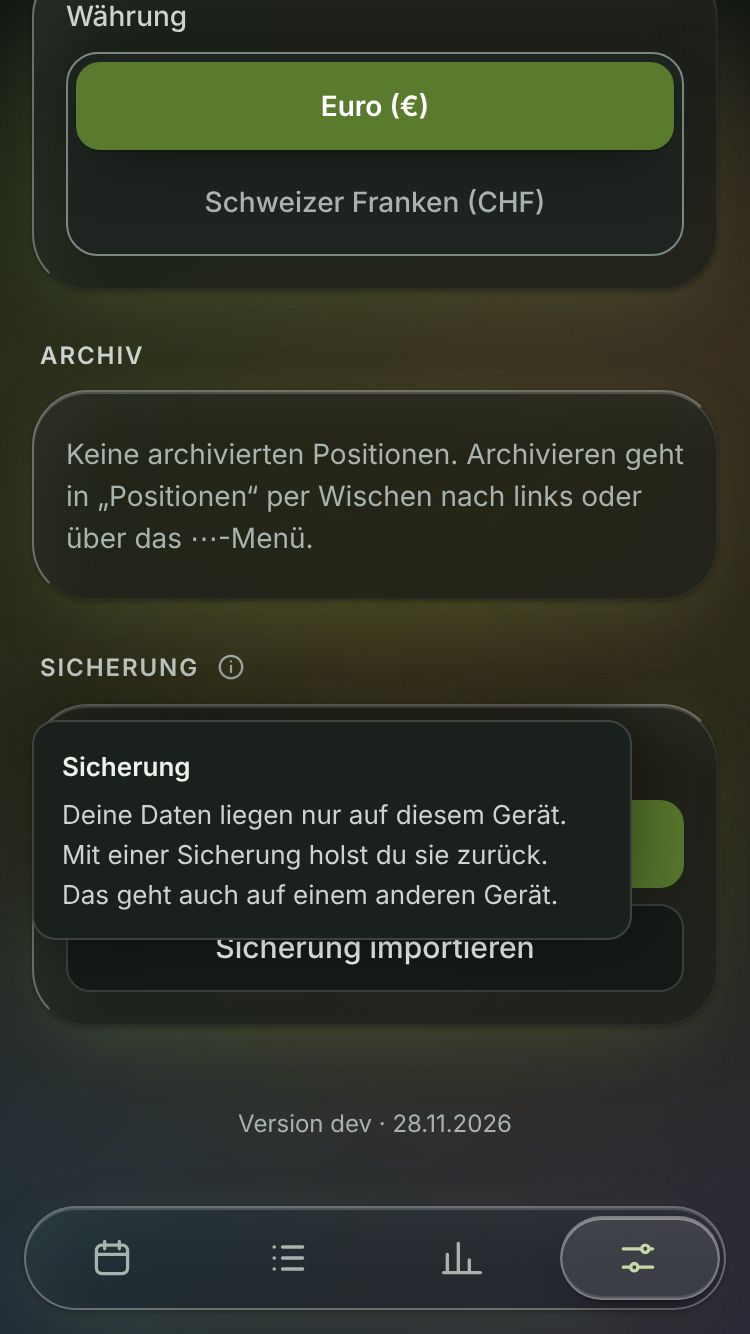 Währung
Euro (€)
Schweizer Franken (CHF)
ARCHIV
Keine archivierten Positionen. Archivieren geht
in „Positionen“ per Wischen nach links oder
über das ···-Menü.
SICHERUNG
Sicherung
Deine Daten liegen nur auf diesem Gerät.
Mit einer Sicherung holst du sie zurück.
Das geht auch auf einem anderen Gerät.
Sicherung importieren
Version dev · 28.11.2026